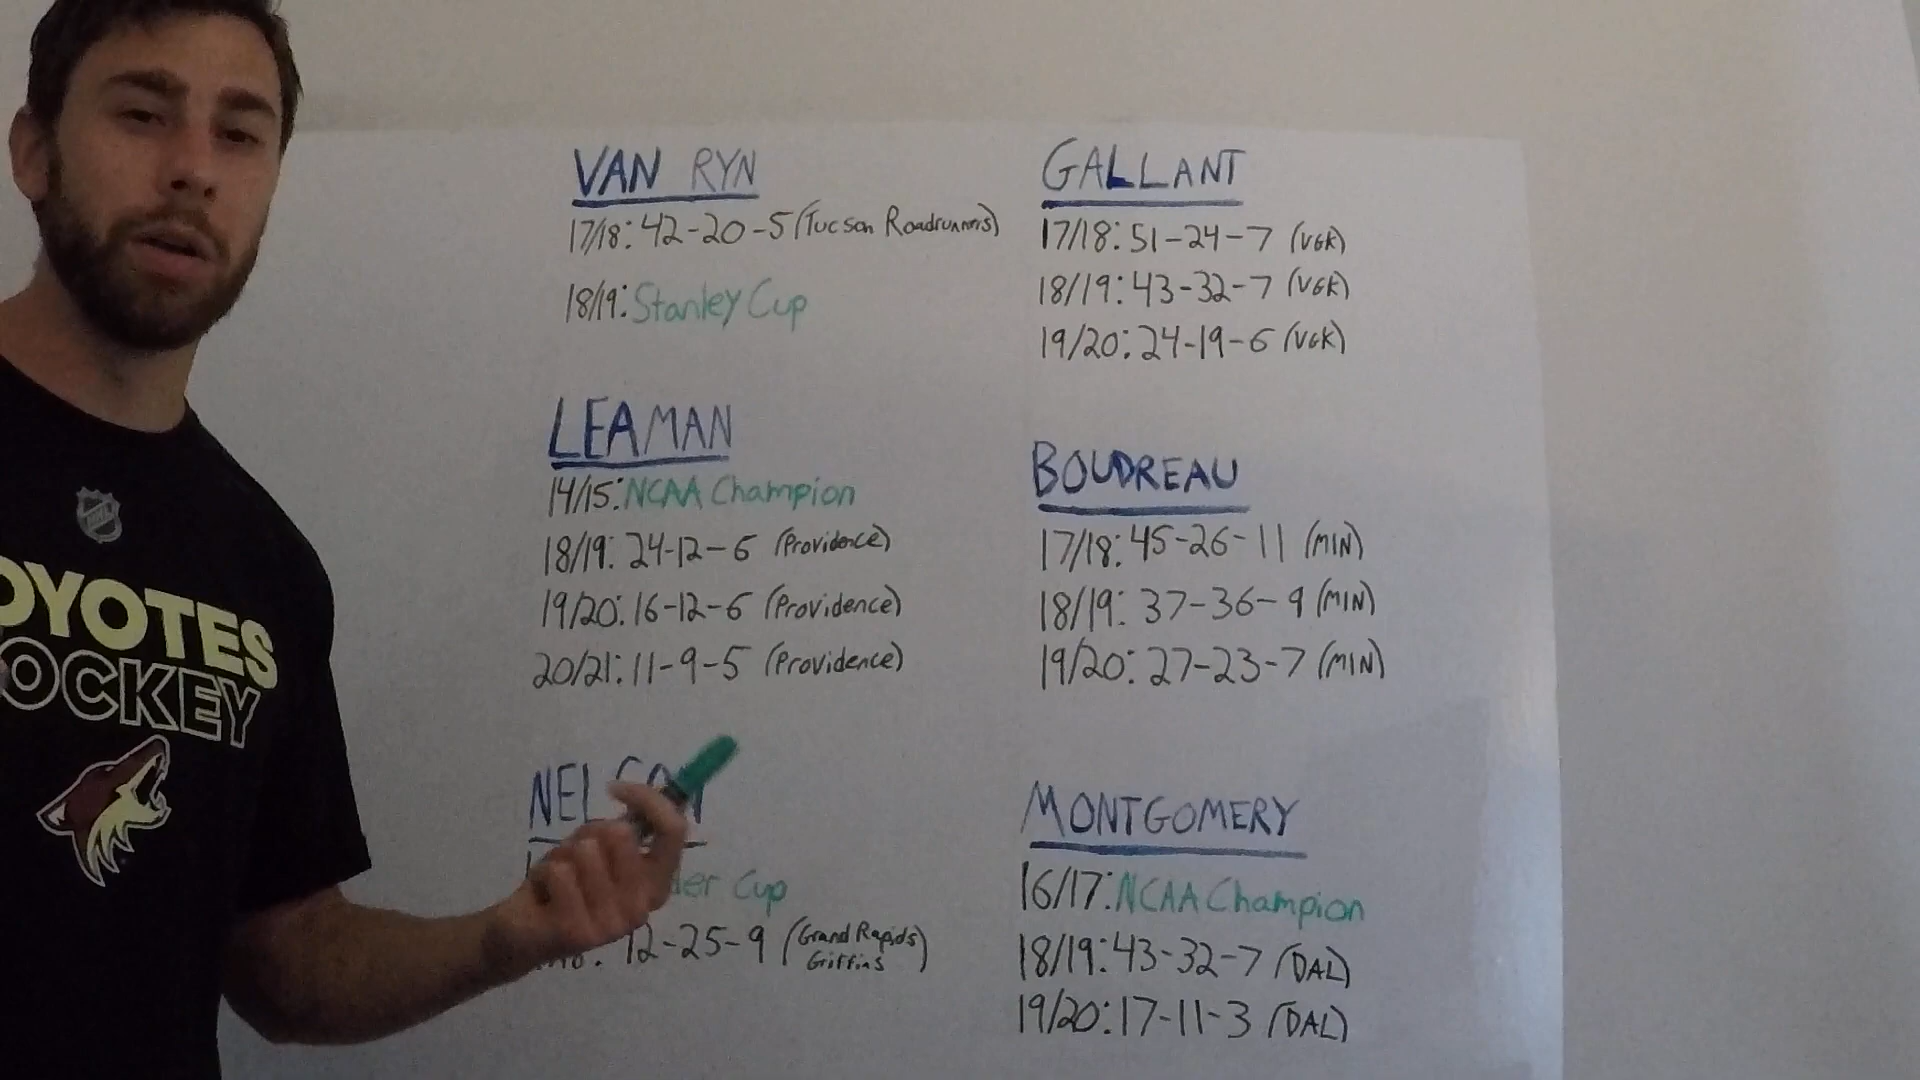 NHL
OYOTES
OCKEY
VAN RYN
17/18: 42-20-5 (Tucson Roadrunners)
18/19: Stanley Cup
LEAMAN
14/15: NCAA Champion
18/19: 24-12-6 (Providence)
19/20: 16-12-6 (Providence)
20/21: 11-9-5 (Providence)
der Cup
12-25-9 (Grand Rapids
Griffins)
GALLANT
17/18: 51-24-7 (VGK)
18/19: 43-32-7 (VGK)
19/20: 24-19-6 (VGK)
BOUDREAU
17/18: 45-26-11 (MIN)
18/19: 37-36-9 (MIN)
19/20: 27-23-7 (MIN)
MONTGOMERY
16/17: NCAA Champion
18/19: 43-32-7 (DAL)
19/20: 17-11-3 (DAL)